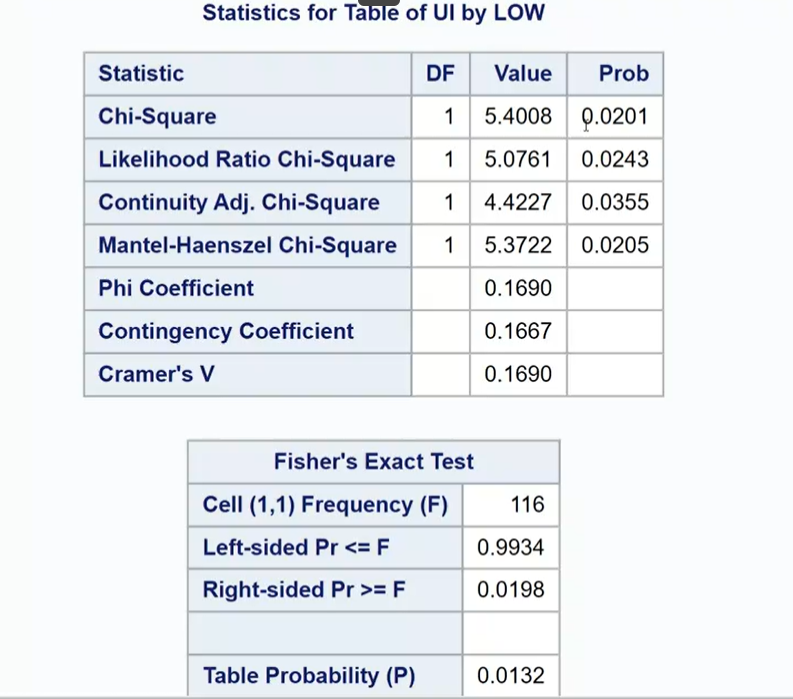 Statistics for Table of UI by LOW
Statistic DF Value Prob
Chi-Square 1 5.4008 0.0201
Likelihood Ratio Chi-Square 1 5.0761 0.0243
Continuity Adj. Chi-Square 1 4.4227 0.0355
Mantel-Haenszel Chi-Square 1 5.3722 0.0205
Phi Coefficient 0.1690
Contingency Coefficient 0.1667
Cramer's V 0.1690
Fisher's Exact Test
Cell (1,1) Frequency (F) 116
Left-sided Pr <= F 0.9934
Right-sided Pr >= F 0.0198
Table Probability (P) 0.0132